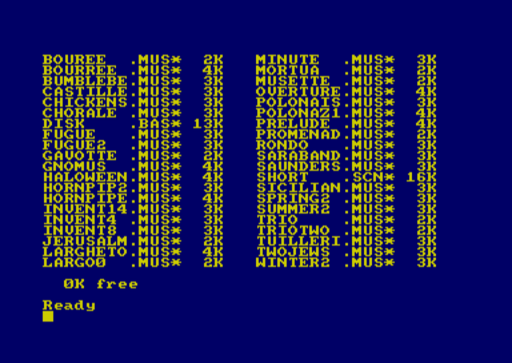 BOUREE  .MUS*  2K   MINUTE  .MUS*  3K
BOURREE .MUS*  4K   MORTUA  .MUS*  2K
BUMBLEBE.MUS*  3K   MUSETTE .MUS*  2K
CASTILLE.MUS*  3K   OVERTURE.MUS*  4K
CHICKENS.MUS*  3K   POLONAIS.MUS*  3K
CHORALE .MUS*  3K   POLONAZ1.MUS*  4K
DISK    .BAS* 13K   PRELUDE .MUS*  4K
FUGUE   .MUS*  3K   PROMENAD.MUS*  2K
FUGUE2  .MUS*  3K   RONDO   .MUS*  3K
GAVOTTE .MUS*  2K   SARABAND.MUS*  3K
GNOMUS  .MUS*  4K   SAUNDERS.MUS*  3K
HALOWEEN.MUS*  4K   SHORT   .SCN* 16K
HORNPIP2.MUS*  3K   SICILIAN.MUS*  3K
HORNPIPE.MUS*  4K   SPRING2 .MUS*  3K
INVENT14.MUS*  3K   SUMMER2 .MUS*  3K
INVENT4 .MUS*  3K   TRIO    .MUS*  2K
INVENT8 .MUS*  3K   TRIOTWO .MUS*  2K
JERUSALM.MUS*  2K   TUILLERI.MUS*  3K
LARGHETO.MUS*  4K   TWOJEWS .MUS*  3K
LARGO0  .MUS*  2K   WINTER2 .MUS*  3K
0K free
Ready